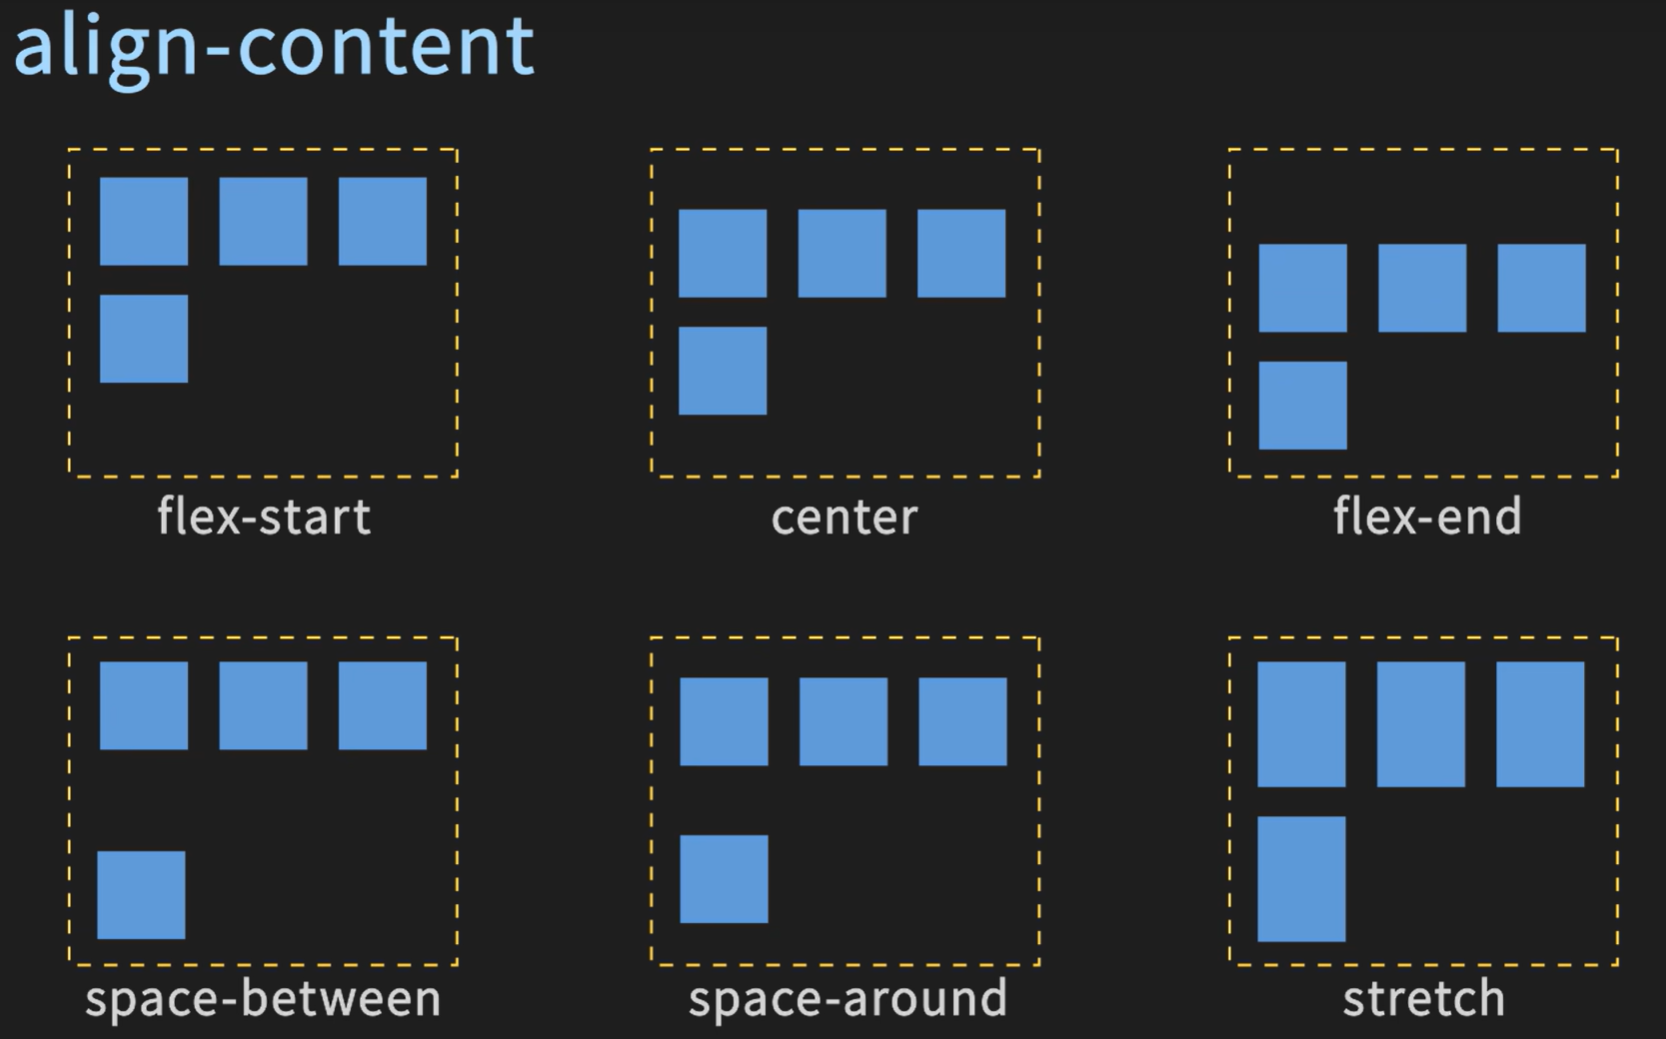 align-content
flex-start
center
flex-end
space-between
space-around
stretch